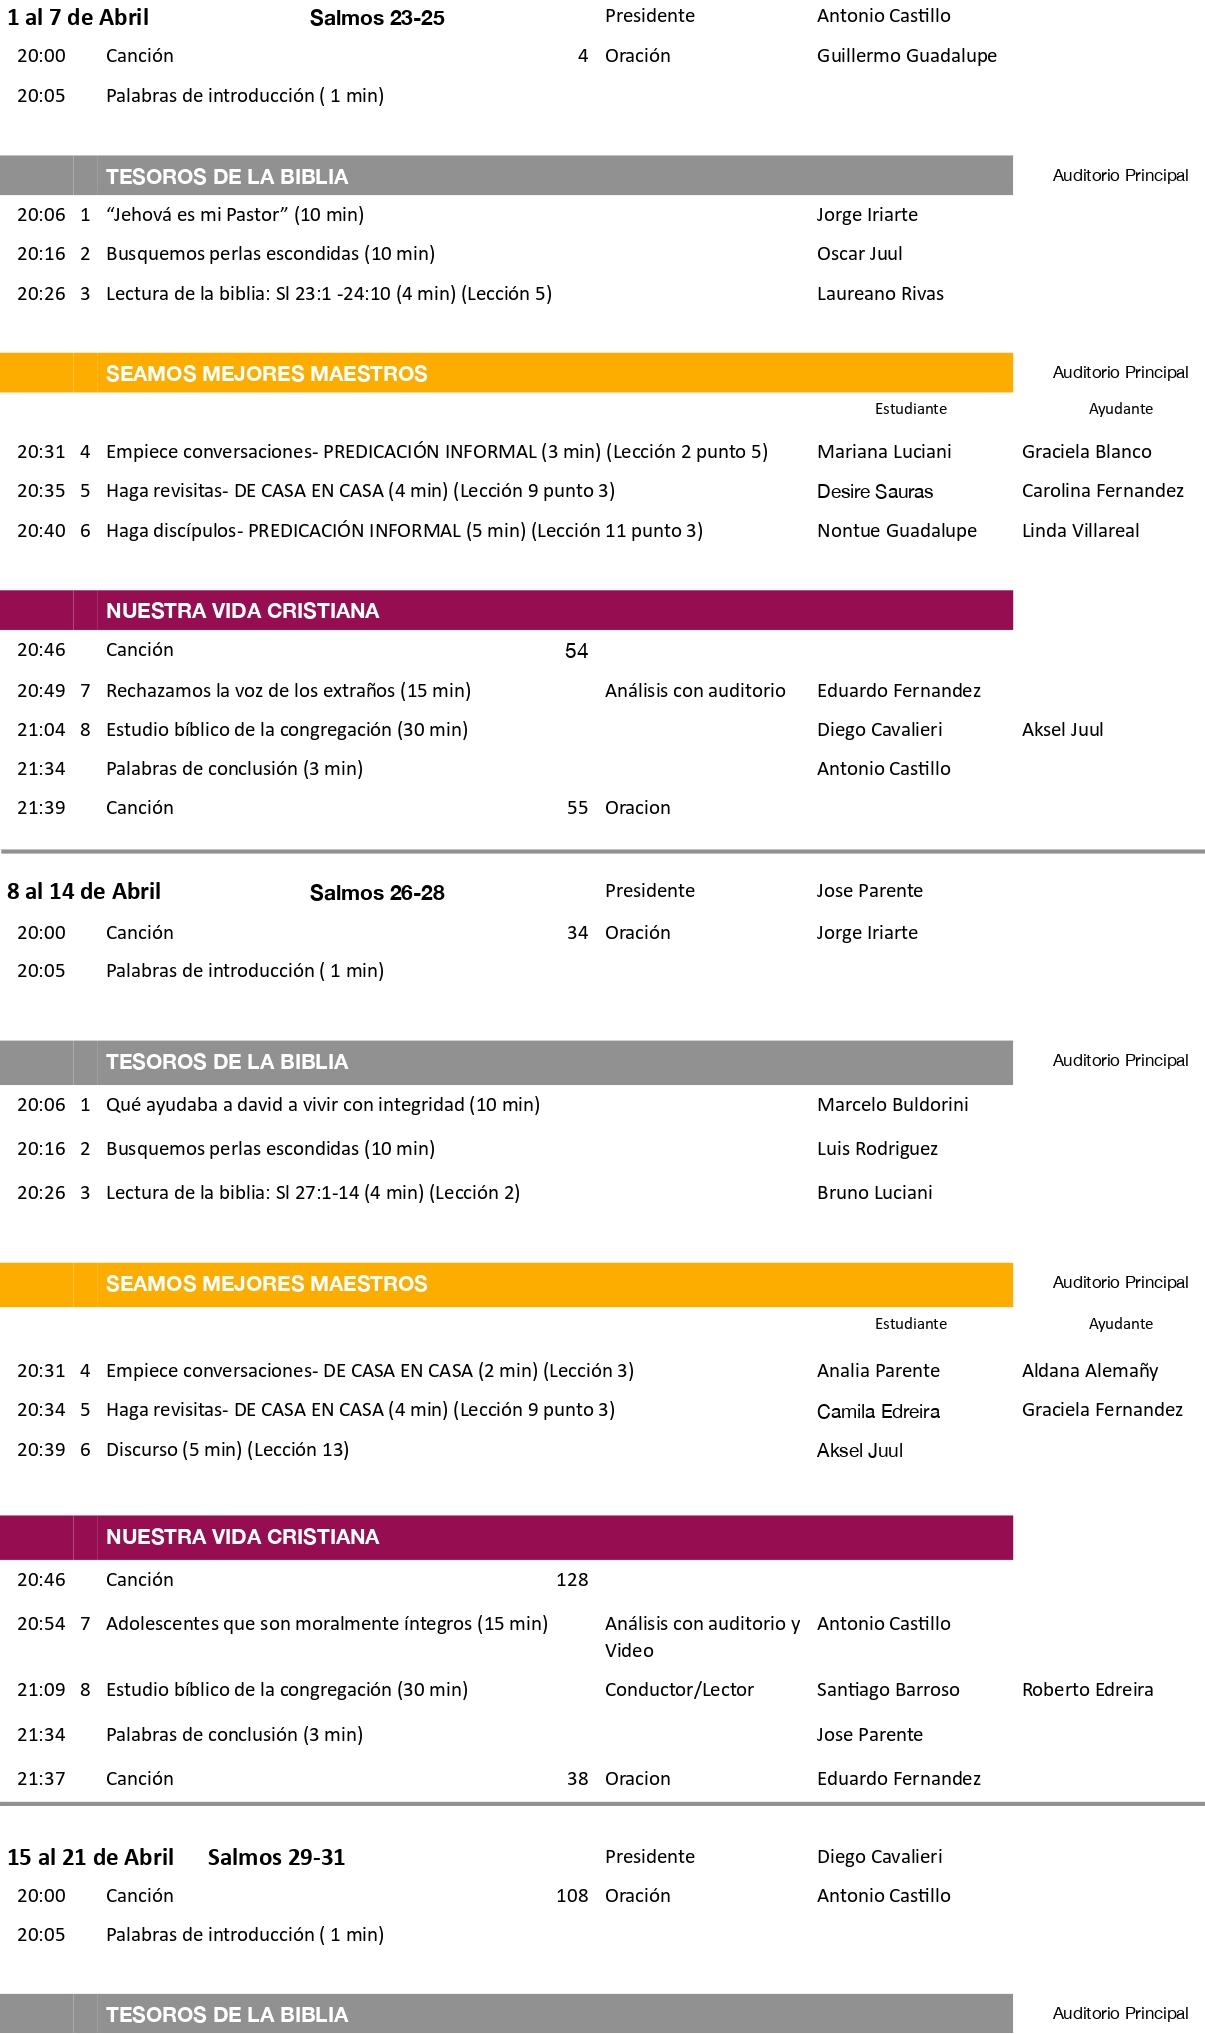 1 al 7 de Abril Salmos 23-25 Presidente Antonio Castillo
20:00 Canción 4 Oración Guillermo Guadalupe
20:05 Palabras de introducción ( 1 min)
TESOROS DE LA BIBLIA Auditorio Principal
20:06 1 “Jehová es mi Pastor” (10 min) Jorge Iriarte
20:16 2 Busquemos perlas escondidas (10 min) Oscar Juul
20:26 3 Lectura de la biblia: Sl 23:1 -24:10 (4 min) (Lección 5) Laureano Rivas
SEAMOS MEJORES MAESTROS Auditorio Principal
Estudiante Ayudante
20:31 4 Empiece conversaciones- PREDICACIÓN INFORMAL (3 min) (Lección 2 punto 5) Mariana Luciani Graciela Blanco
20:35 5 Haga revisitas- DE CASA EN CASA (4 min) (Lección 9 punto 3) Desire Sauras Carolina Fernandez
20:40 6 Haga discípulos- PREDICACIÓN INFORMAL (5 min) (Lección 11 punto 3) Nontue Guadalupe Linda Villareal
NUESTRA VIDA CRISTIANA
20:46 Canción 54
20:49 7 Rechazamos la voz de los extraños (15 min) Análisis con auditorio Eduardo Fernandez
21:04 8 Estudio bíblico de la congregación (30 min) Diego Cavalieri Aksel Juul
21:34 Palabras de conclusión (3 min) Antonio Castillo
21:39 Canción 55 Oracion
8 al 14 de Abril Salmos 26-28 Presidente Jose Parente
20:00 Canción 34 Oración Jorge Iriarte
20:05 Palabras de introducción ( 1 min)
TESOROS DE LA BIBLIA Auditorio Principal
20:06 1 Qué ayudaba a david a vivir con integridad (10 min) Marcelo Buldorini
20:16 2 Busquemos perlas escondidas (10 min) Luis Rodriguez
20:26 3 Lectura de la biblia: Sl 27:1-14 (4 min) (Lección 2) Bruno Luciani
SEAMOS MEJORES MAESTROS Auditorio Principal
Estudiante Ayudante
20:31 4 Empiece conversaciones- DE CASA EN CASA (2 min) (Lección 3) Analia Parente Aldana Alemañy
20:34 5 Haga revisitas- DE CASA EN CASA (4 min) (Lección 9 punto 3) Camila Edreira Graciela Fernandez
20:39 6 Discurso (5 min) (Lección 13) Aksel Juul
NUESTRA VIDA CRISTIANA
20:46 Canción 128
20:54 7 Adolescentes que son moralmente íntegros (15 min) Análisis con auditorio y Antonio Castillo
Video
21:09 8 Estudio bíblico de la congregación (30 min) Conductor/Lector Santiago Barroso Roberto Edreira
21:34 Palabras de conclusión (3 min) Jose Parente
21:37 Canción 38 Oracion Eduardo Fernandez
15 al 21 de Abril Salmos 29-31 Presidente Diego Cavalieri
20:00 Canción 108 Oración Antonio Castillo
20:05 Palabras de introducción ( 1 min)
TESOROS DE LA BIBLIA Auditorio Principal